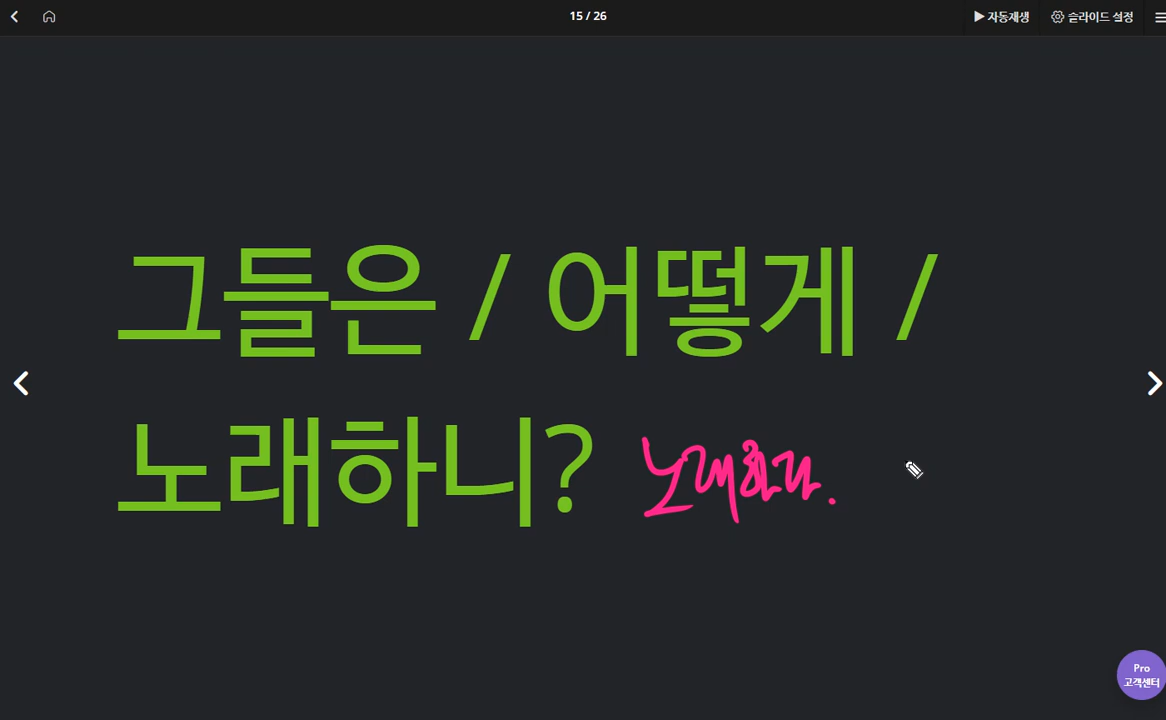 15 / 26
▶ 자동재생
슬라이드 설정
그들은 / 어떻게 /
노래하니? 노래하다.
Pro
고객센터